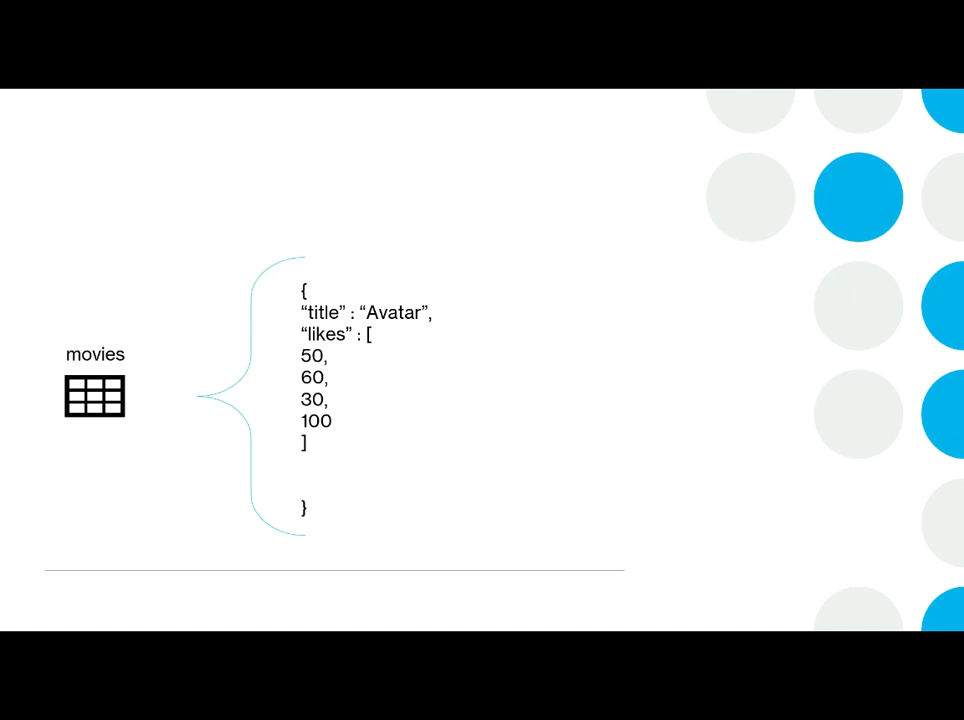 movies
{
“title” : “Avatar”,
“likes” : [
50,
60,
30,
100
]
}